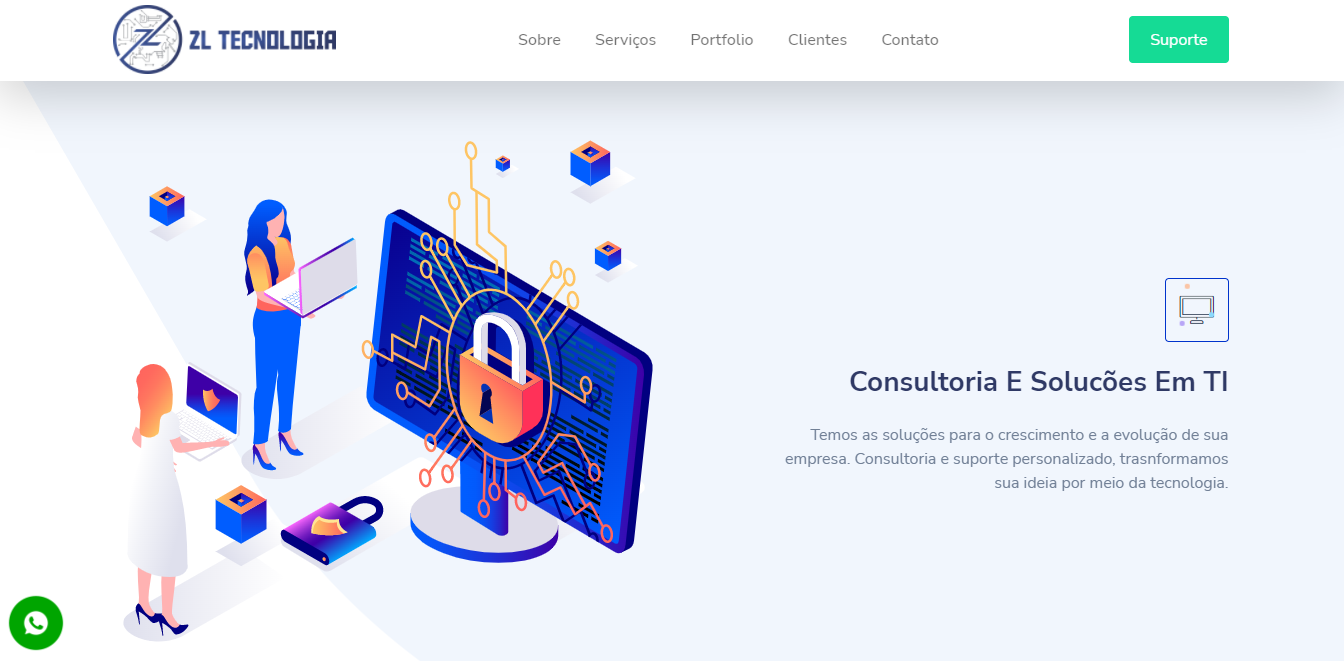 ZL TECNOLOGIA
Sobre
Serviços
Portfolio
Clientes
Contato
Suporte
Consultoria E Solucões Em TI
Temos as soluções para o crescimento e a evolução de sua
empresa. Consultoria e suporte personalizado, trasnformamos
sua ideia por meio da tecnologia.